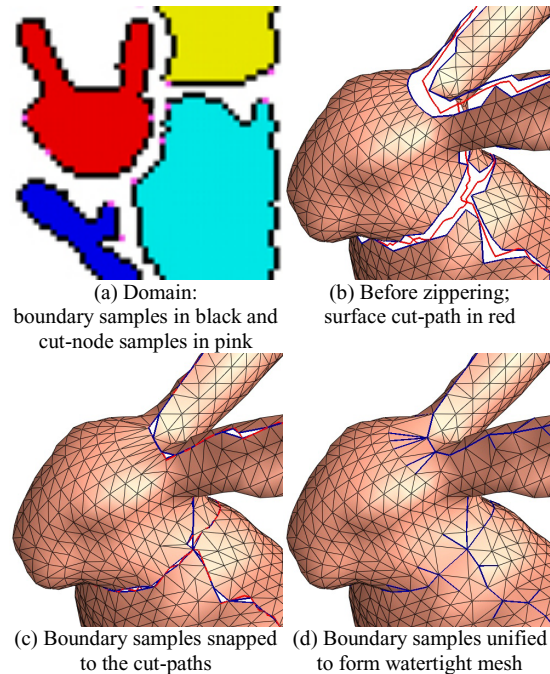 (a) Domain:
boundary samples in black and
cut-node samples in pink
(b) Before zippering;
surface cut-path in red
(c) Boundary samples snapped
to the cut-paths
(d) Boundary samples unified
to form watertight mesh